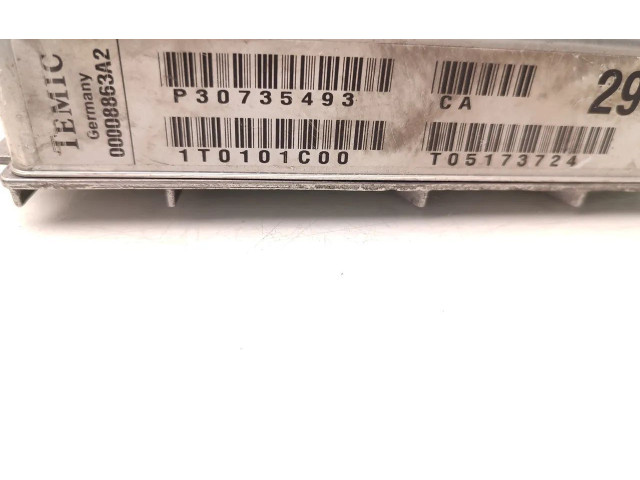 TEMIC
Germany
00008863A2
P30735493
CA
29
1T0101C00
T05173724